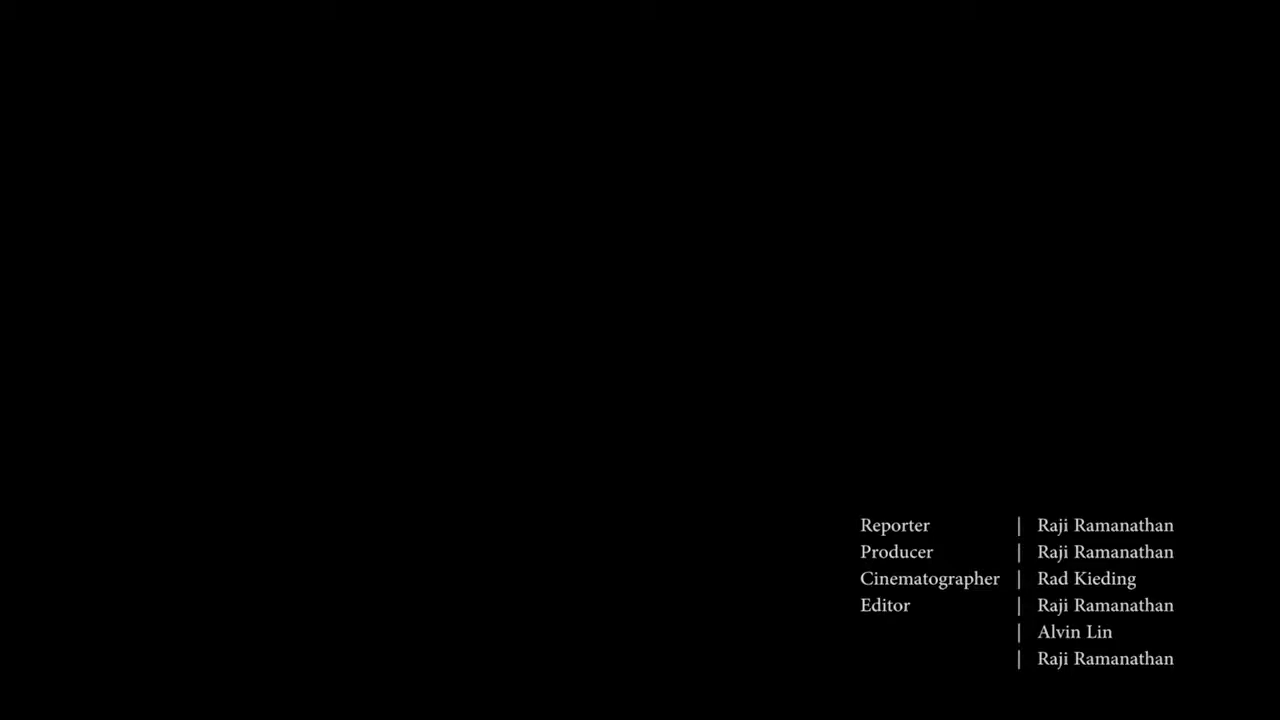 Reporter | Raji Ramanathan
Producer | Raji Ramanathan
Cinematographer | Rad Kieding
Editor | Raji Ramanathan
| Alvin Lin
| Raji Ramanathan